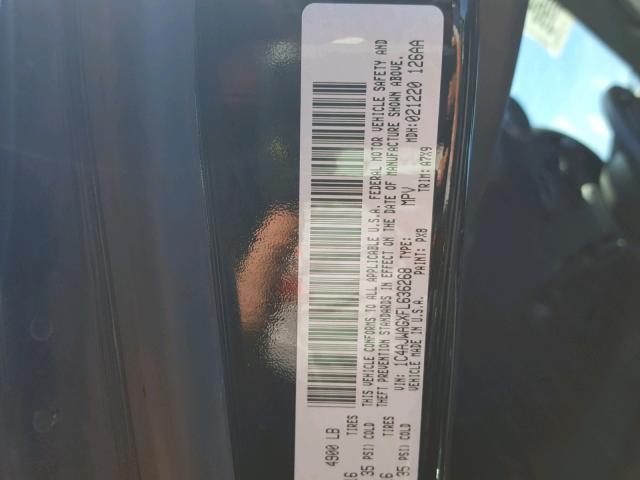 4900 LB
TIRES
35 PSI) COLD
TIRES
35 PSI) COLD
THIS VEHICLE CONFORMS TO ALL APPLICABLE U.S.A. FEDERAL MOTOR VEHICLE SAFETY AND
THEFT PREVENTION STANDARDS IN EFFECT ON THE DATE OF MANUFACTURE SHOWN ABOVE.
VIN: 1C4AJWAGXFL636268 TYPE: MPV MDH:021220 126AA
VEHICLE MADE IN U.S.A. PAINT: PX8 TRIM: A7X9